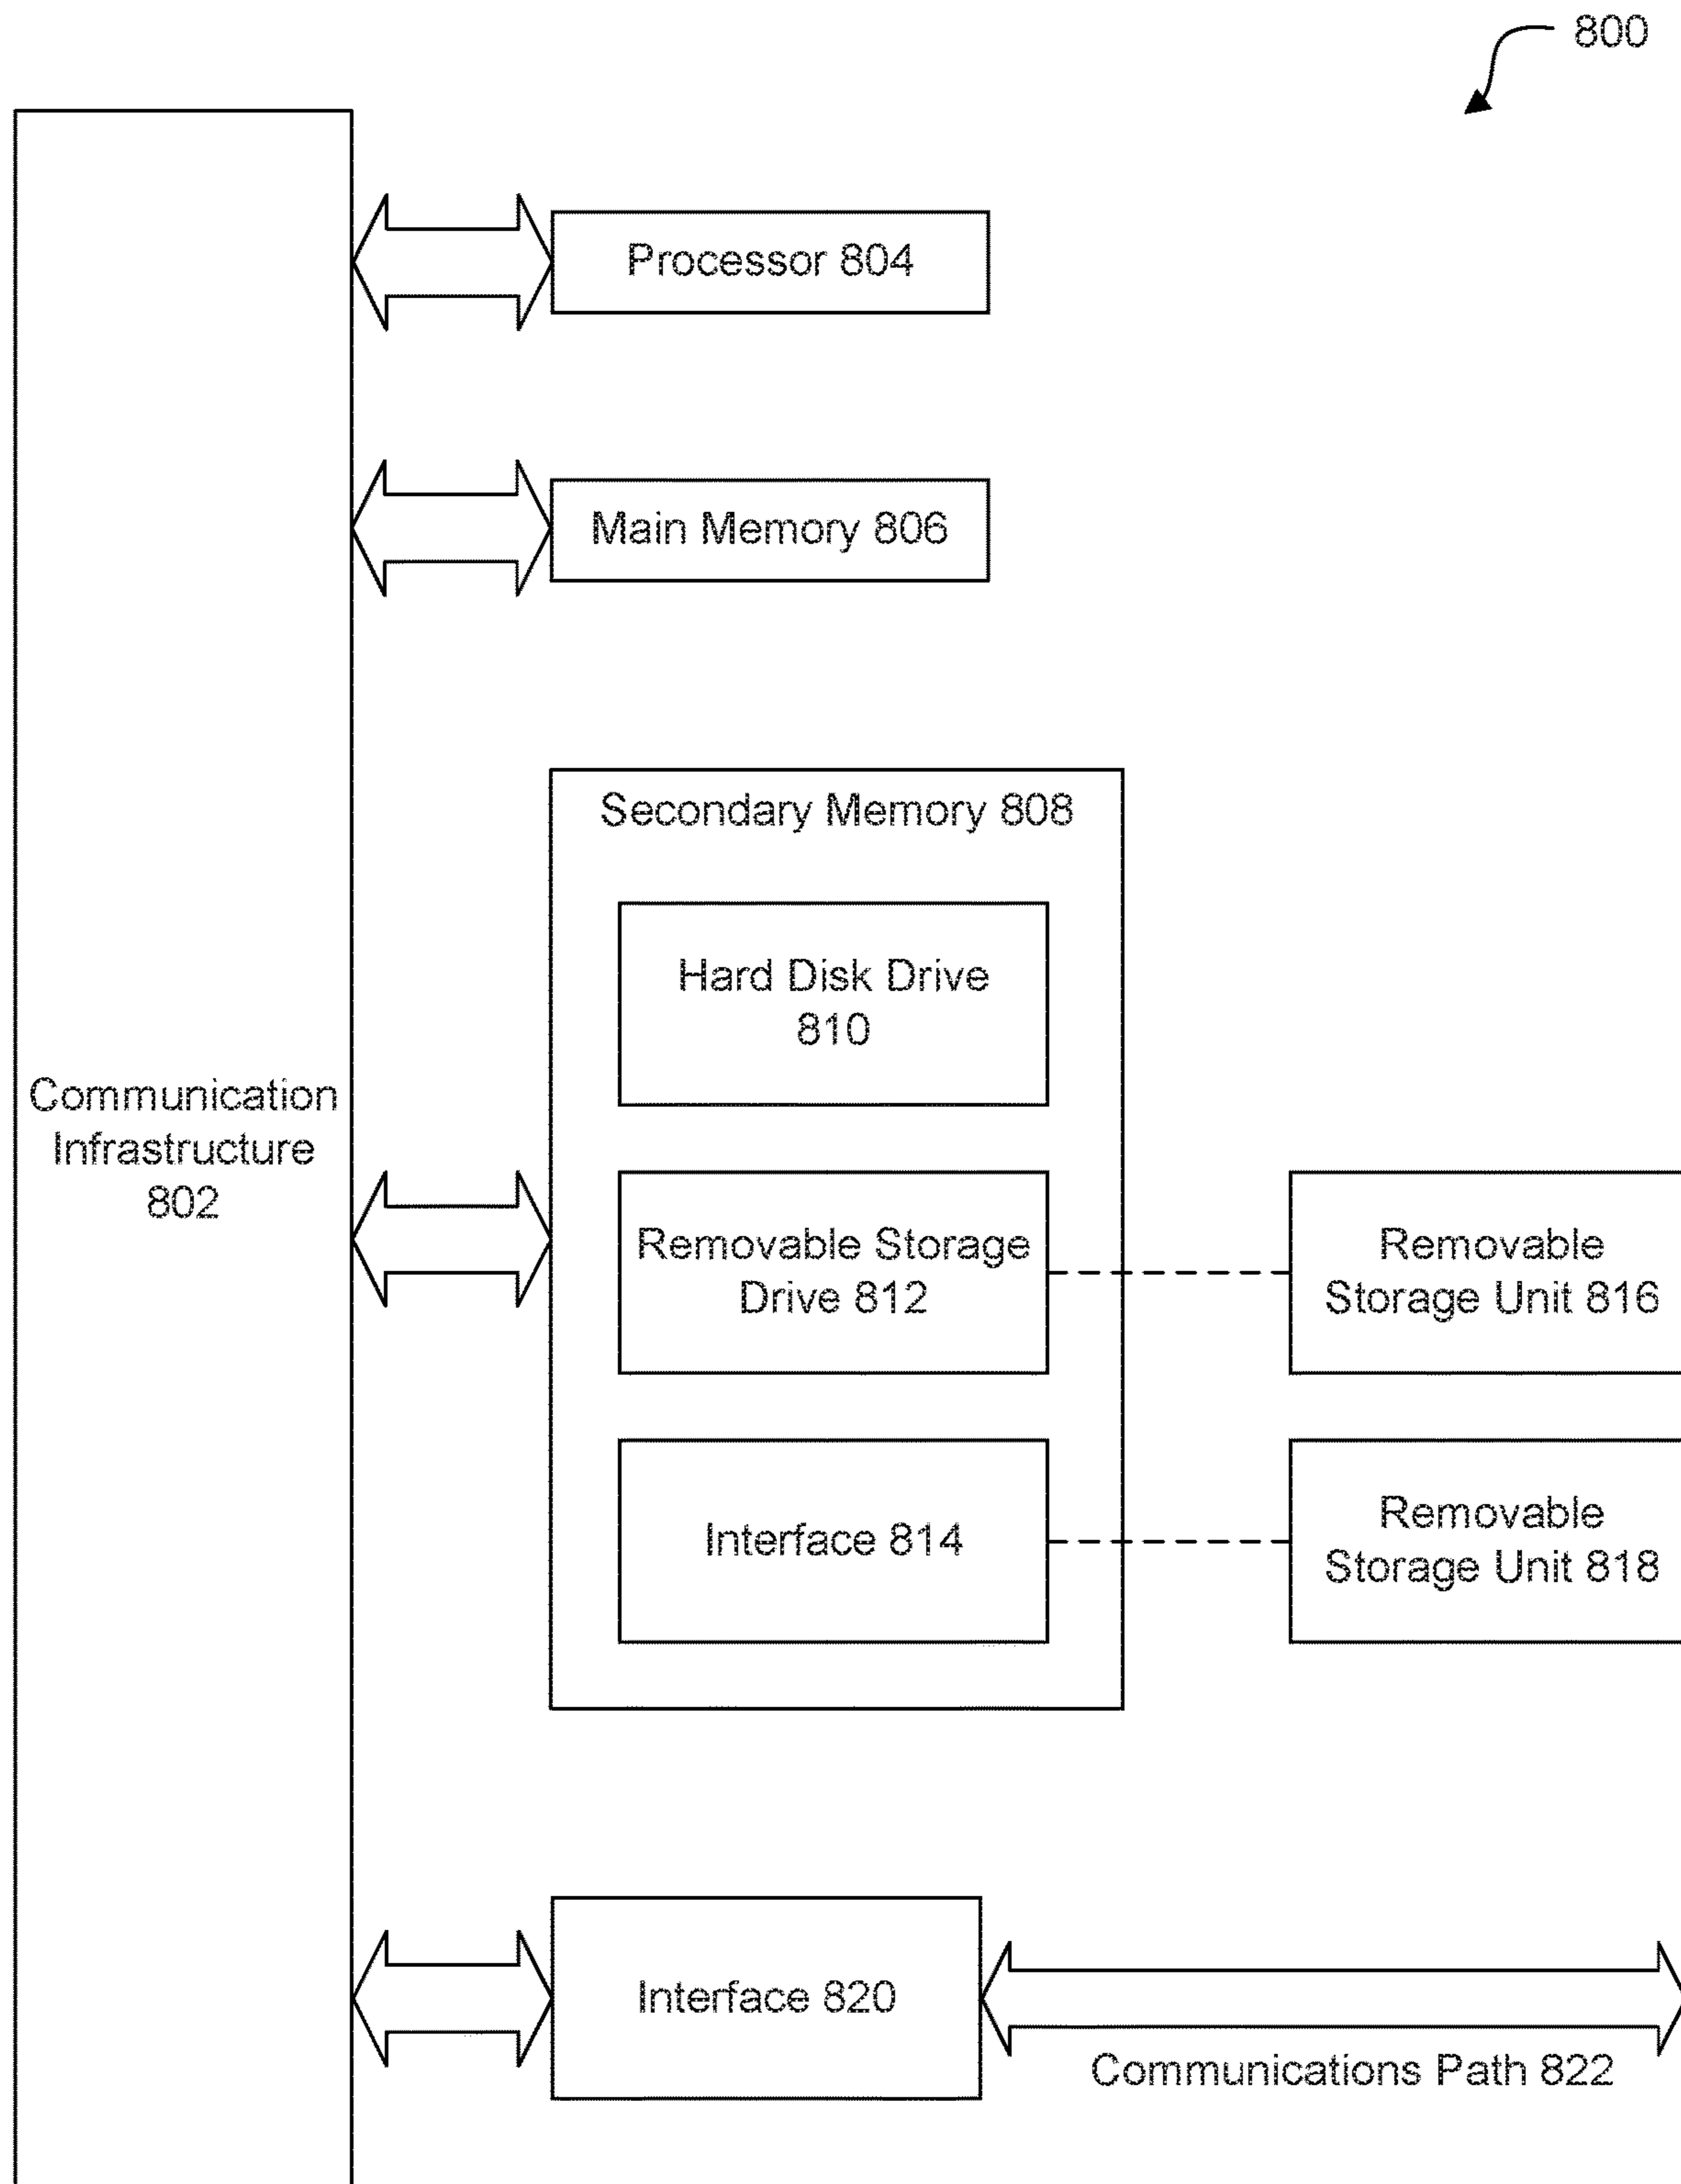 800
Processor 804
Main Memory 806
Secondary Memory 808
Hard Disk Drive
810
Communication
Infrastructure
802
Removable Storage
Drive 812
Removable
Storage Unit 816
Interface 814
Removable
Storage Unit 818
Interface 820
Communications Path 822